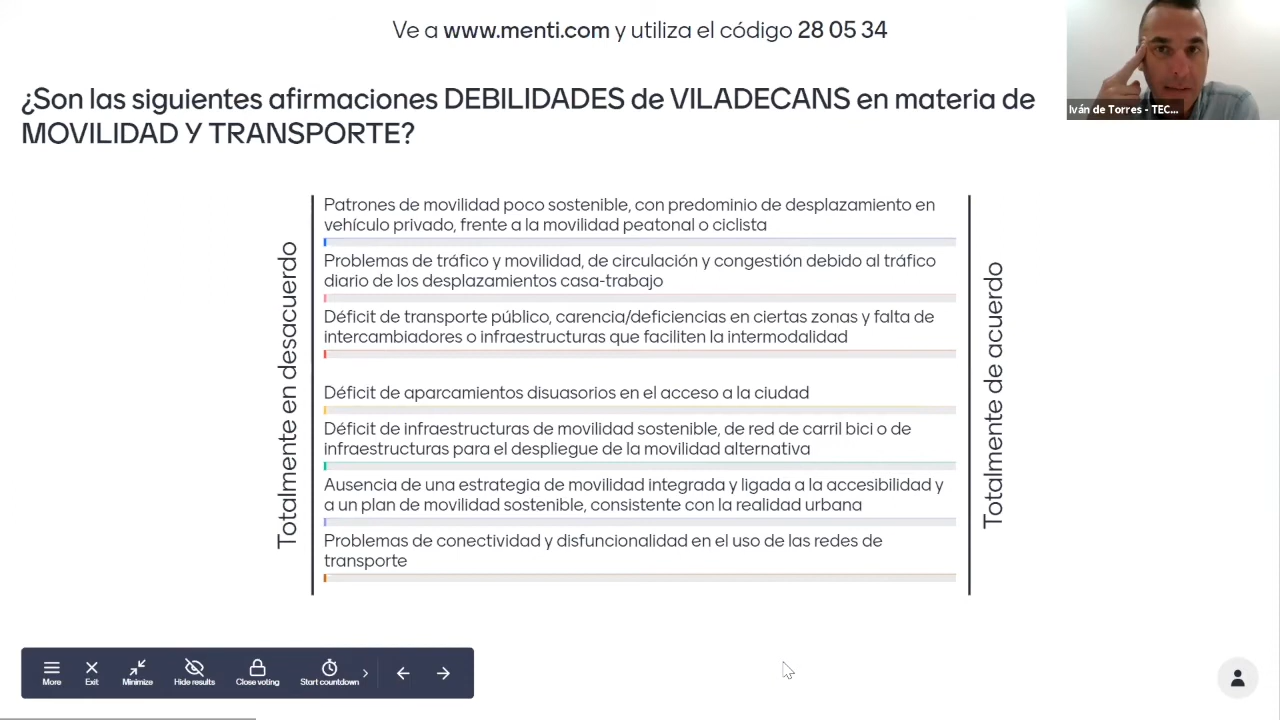 Ve a www.menti.com y utiliza el código 28 05 34
¿Son las siguientes afirmaciones DEBILIDADES de VILADECANS en materia de
MOVILIDAD Y TRANSPORTE?
Iván de Torres - TEC...
Totalmente en desacuerdo
Patrones de movilidad poco sostenible, con predominio de desplazamiento en
vehículo privado, frente a la movilidad peatonal o ciclista
Problemas de tráfico y movilidad, de circulación y congestión debido al tráfico
diario de los desplazamientos casa-trabajo
Déficit de transporte público, carencia/deficiencias en ciertas zonas y falta de
intercambiadores o infraestructuras que faciliten la intermodalidad
Déficit de aparcamientos disuasorios en el acceso a la ciudad
Déficit de infraestructuras de movilidad sostenible, de red de carril bici o de
infraestructuras para el despliegue de la movilidad alternativa
Ausencia de una estrategia de movilidad integrada y ligada a la accesibilidad y
a un plan de movilidad sostenible, consistente con la realidad urbana
Problemas de conectividad y disfuncionalidad en el uso de las redes de
transporte
Totalmente de acuerdo
More
Exit
Minimize
Hide results
Close voting
Start countdown